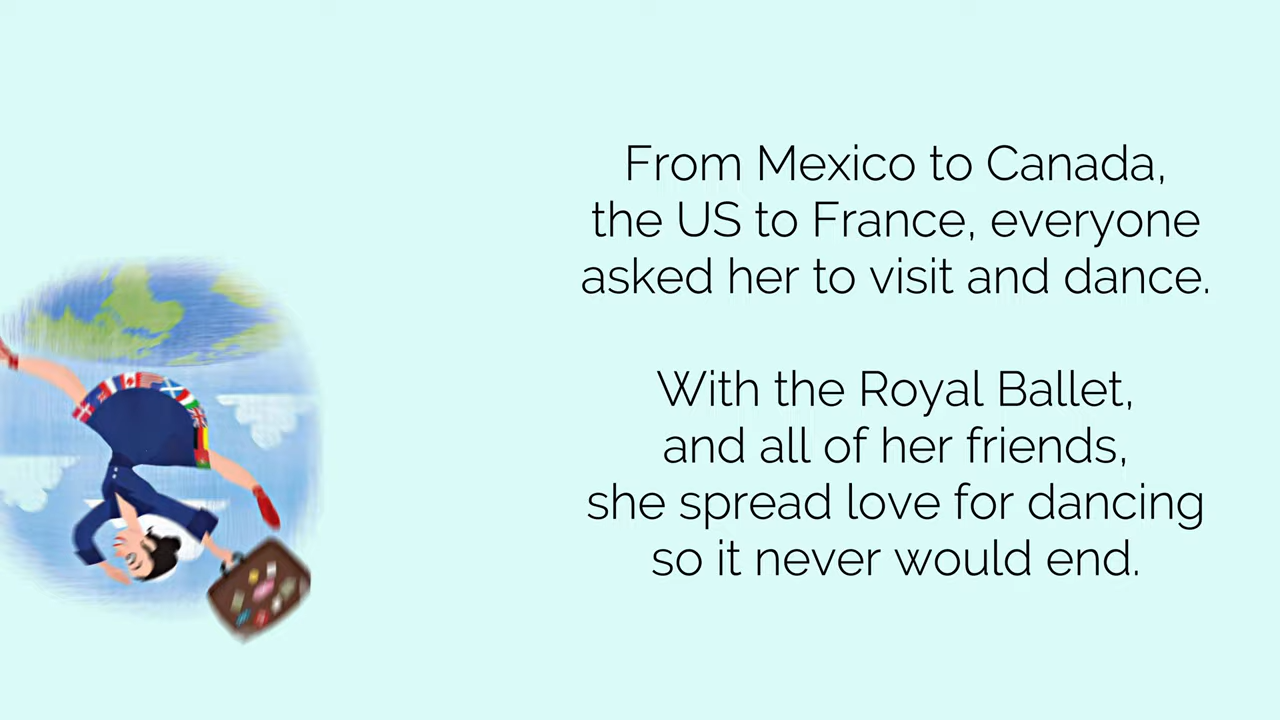 From Mexico to Canada,
the US to France, everyone
asked her to visit and dance.
With the Royal Ballet,
and all of her friends,
she spread love for dancing
so it never would end.